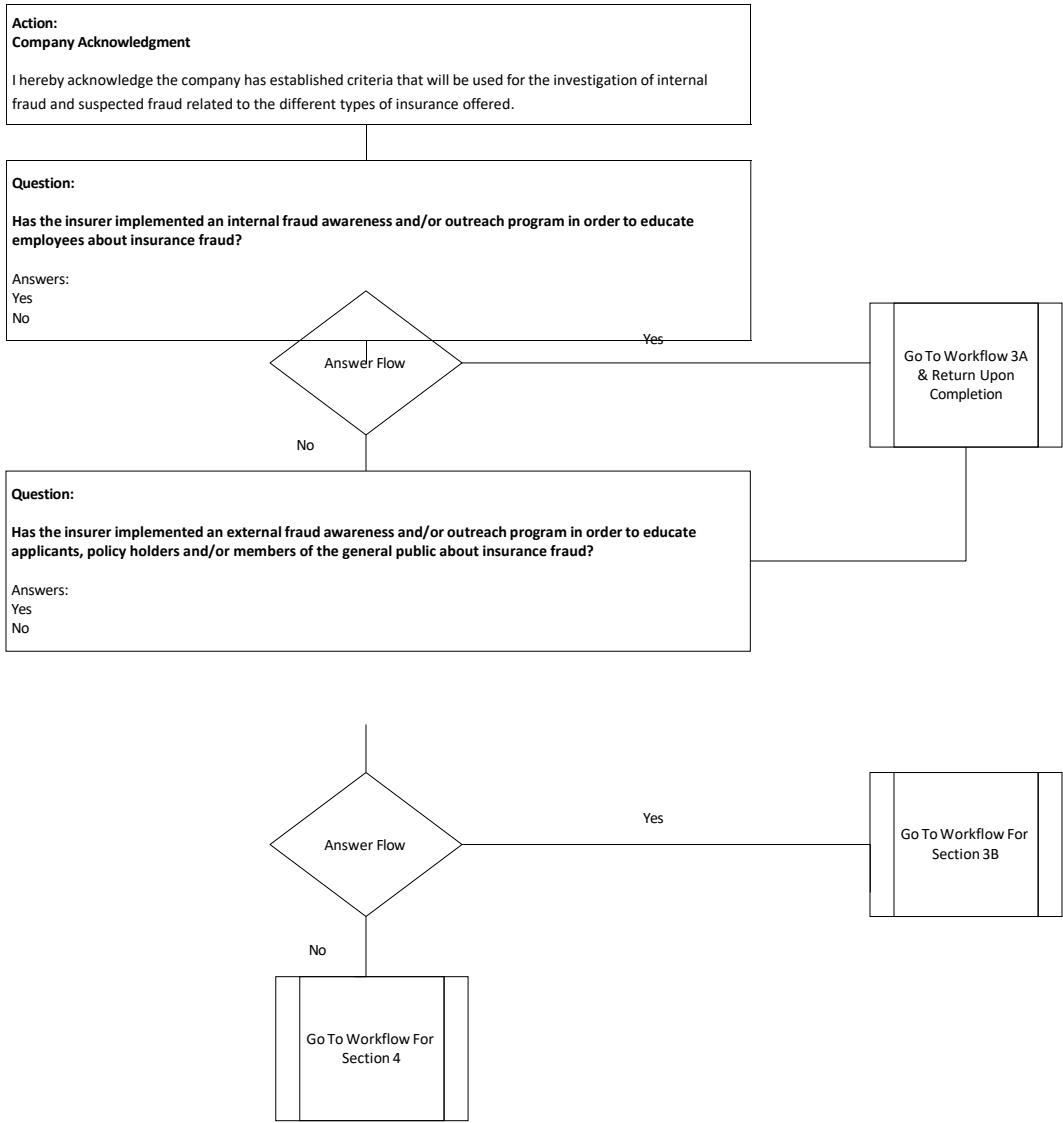 Action:
Company Acknowledgment
I hereby acknowledge the company has established criteria that will be used for the investigation of internal
fraud and suspected fraud related to the different types of insurance offered.
Question:
Has the insurer implemented an internal fraud awareness and/or outreach program in order to educate
employees about insurance fraud?
Answers:
Yes
No
Answer Flow
Yes
Go To Workflow 3A
& Return Upon
Completion
No
Question:
Has the insurer implemented an external fraud awareness and/or outreach program in order to educate
applicants, policy holders and/or members of the general public about insurance fraud?
Answers:
Yes
No
Answer Flow
Yes
Go To Workflow For
Section 3B
No
Go To Workflow For
Section 4